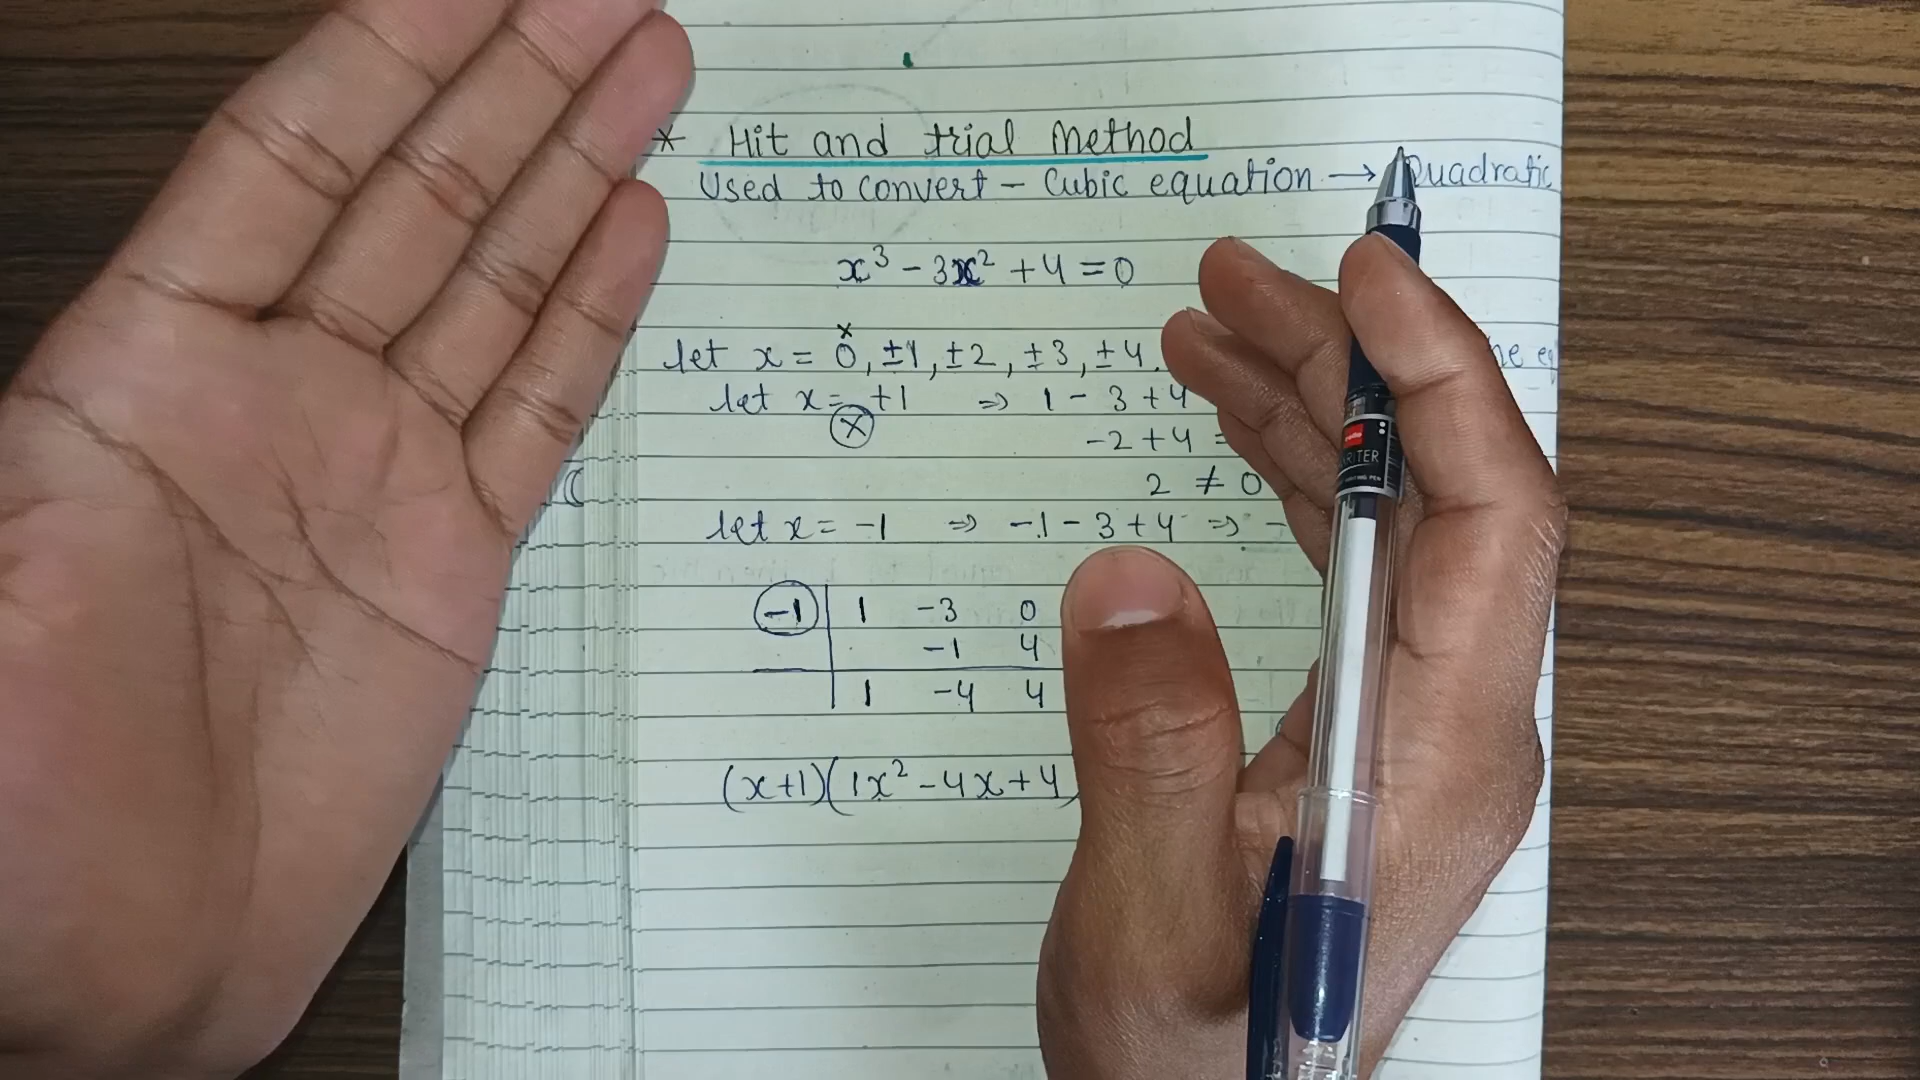 * Hit and trial Method
Used to convert - Cubic equation → Quadratic
x³ - 3x² + 4 = 0
x
let x = 0, ±1, ±2, ±3, ±4.
let x = +1 ⇒ 1 - 3 + 4
x
-2 + 4 =
2 ≠ 0
let x = -1 ⇒ -1 - 3 + 4 ⇒ -
-1 | 1 -3 0
-1 4
1 -4 4
(x+1)(1x² - 4x + 4)